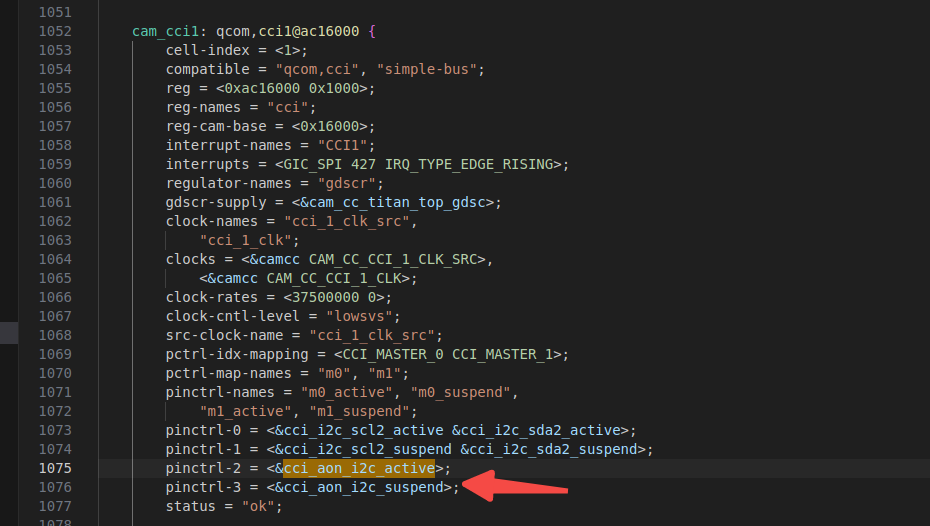 1051
1052 cam_cci1: qcom,cci1@ac16000 {
1053 cell-index = <1>;
1054 compatible = "qcom,cci", "simple-bus";
1055 reg = <0xac16000 0x1000>;
1056 reg-names = "cci";
1057 reg-cam-base = <0x16000>;
1058 interrupt-names = "CCI1";
1059 interrupts = <GIC_SPI 427 IRQ_TYPE_EDGE_RISING>;
1060 regulator-names = "gdscr";
1061 gdscr-supply = <&cam_cc_titan_top_gdsc>;
1062 clock-names = "cci_1_clk_src",
1063 "cci_1_clk";
1064 clocks = <&camcc CAM_CC_CCI_1_CLK_SRC>,
1065 <&camcc CAM_CC_CCI_1_CLK>;
1066 clock-rates = <37500000 0>;
1067 clock-cntl-level = "lowsvs";
1068 src-clock-name = "cci_1_clk_src";
1069 pctrl-idx-mapping = <CCI_MASTER_0 CCI_MASTER_1>;
1070 pctrl-map-names = "m0", "m1";
1071 pinctrl-names = "m0_active", "m0_suspend",
1072 "m1_active", "m1_suspend";
1073 pinctrl-0 = <&cci_i2c_scl2_active &cci_i2c_sda2_active>;
1074 pinctrl-1 = <&cci_i2c_scl2_suspend &cci_i2c_sda2_suspend>;
1075 pinctrl-2 = <&cci_aon_i2c_active>;
1076 pinctrl-3 = <&cci_aon_i2c_suspend>;
1077 status = "ok";
1078